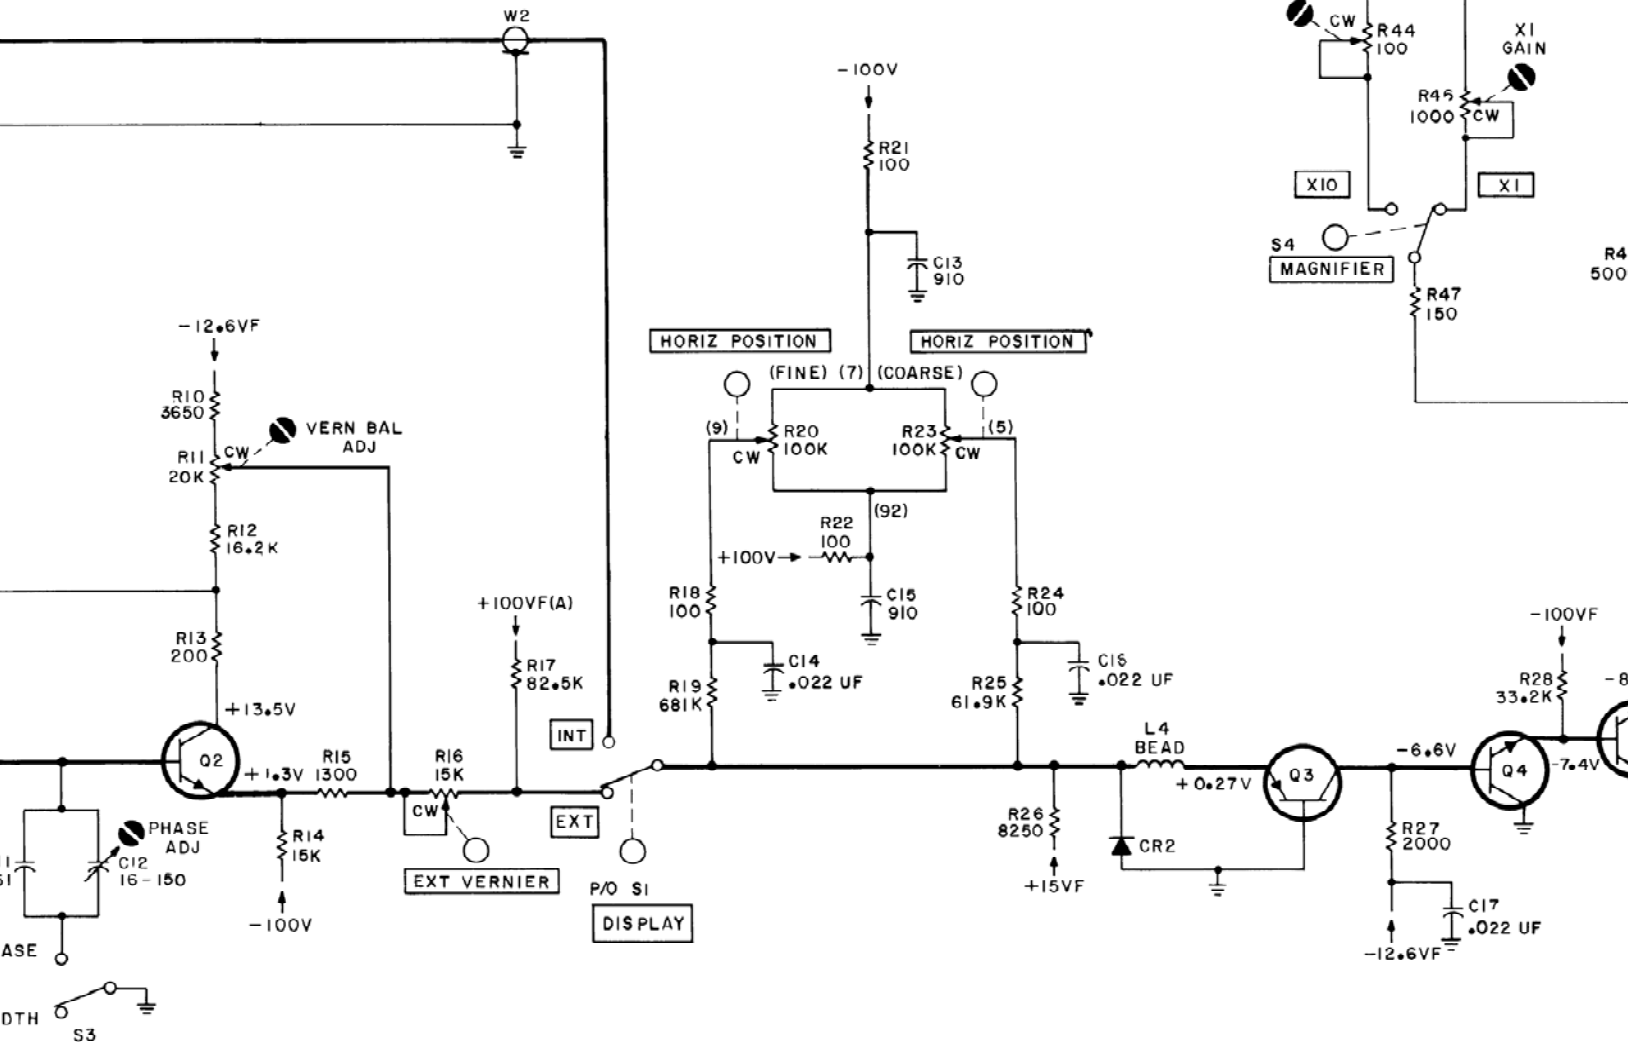 W2
CW
R44
100
X1
GAIN
R45
1000
CW
-100V
R21
100
X10
X1
S4
MAGNIFIER
C13
910
R4
500
R47
150
-12.6VF
HORIZ POSITION
HORIZ POSITION
(FINE) (7) (COARSE)
R10
3650
VERN BAL
ADJ
R11
20K
CW
(9)
R20
100K
CW
R23
100K
CW
(5)
R12
16.2K
(92)
R22
100
+100V
R18
100
C15
910
R24
100
+100VF(A)
-100VF
R13
200
R17
82.5K
C14
.022 UF
R19
681K
C16
.022 UF
R25
61.9K
R28
33.2K
-8
+13.5V
INT
L4
BEAD
-6.6V
-7.4V
Q2
+1.3V
R15
1300
R16
15K
CW
+0.27V
Q3
Q4
EXT
R26
8250
CR2
R27
2000
PHASE
ADJ
R14
15K
11
51
C12
16-150
EXT VERNIER
P/O S1
DISPLAY
+15VF
-100V
C17
.022 UF
-12.6VF
ASE
DTH
S3